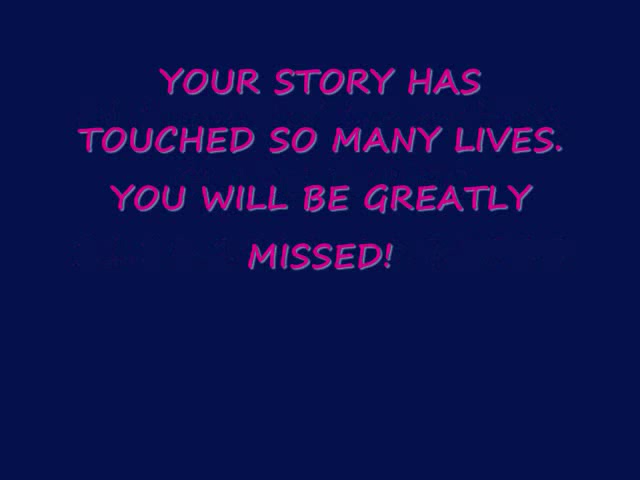 YOUR STORY HAS
TOUCHED SO MANY LIVES.
YOU WILL BE GREATLY
MISSED!